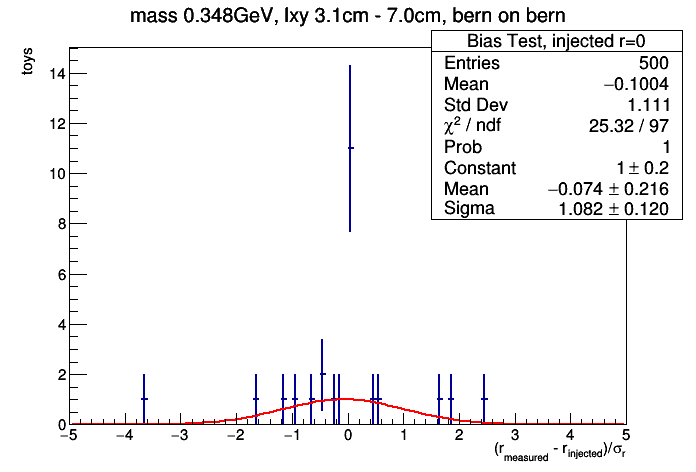 mass 0.348GeV, lxy 3.1cm - 7.0cm, bern on bern
Bias Test, injected r=0
Entries 500
Mean −0.1004
Std Dev 1.111
χ² / ndf 25.32 / 97
Prob 1
Constant 1 ± 0.2
Mean −0.074 ± 0.216
Sigma 1.082 ± 0.120
toys
14
12
10
8
6
4
2
0
−5 −4 −3 −2 −1 0 1 2 3 4 5
(r_measured - r_injected)/σ_r